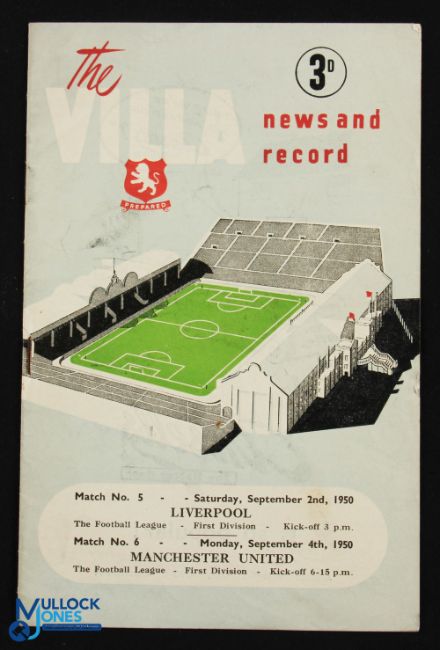 The
3D
VILLA
news and
record
PREPARED
Match No. 5 - - Saturday, September 2nd, 1950
LIVERPOOL
The Football League - First Division - Kick-off 3 p.m.
Match No. 6 - Monday, September 4th, 1950
MANCHESTER UNITED
The Football League - First Division - Kick-off 6-15 p.m.
MULLOCK
JONES